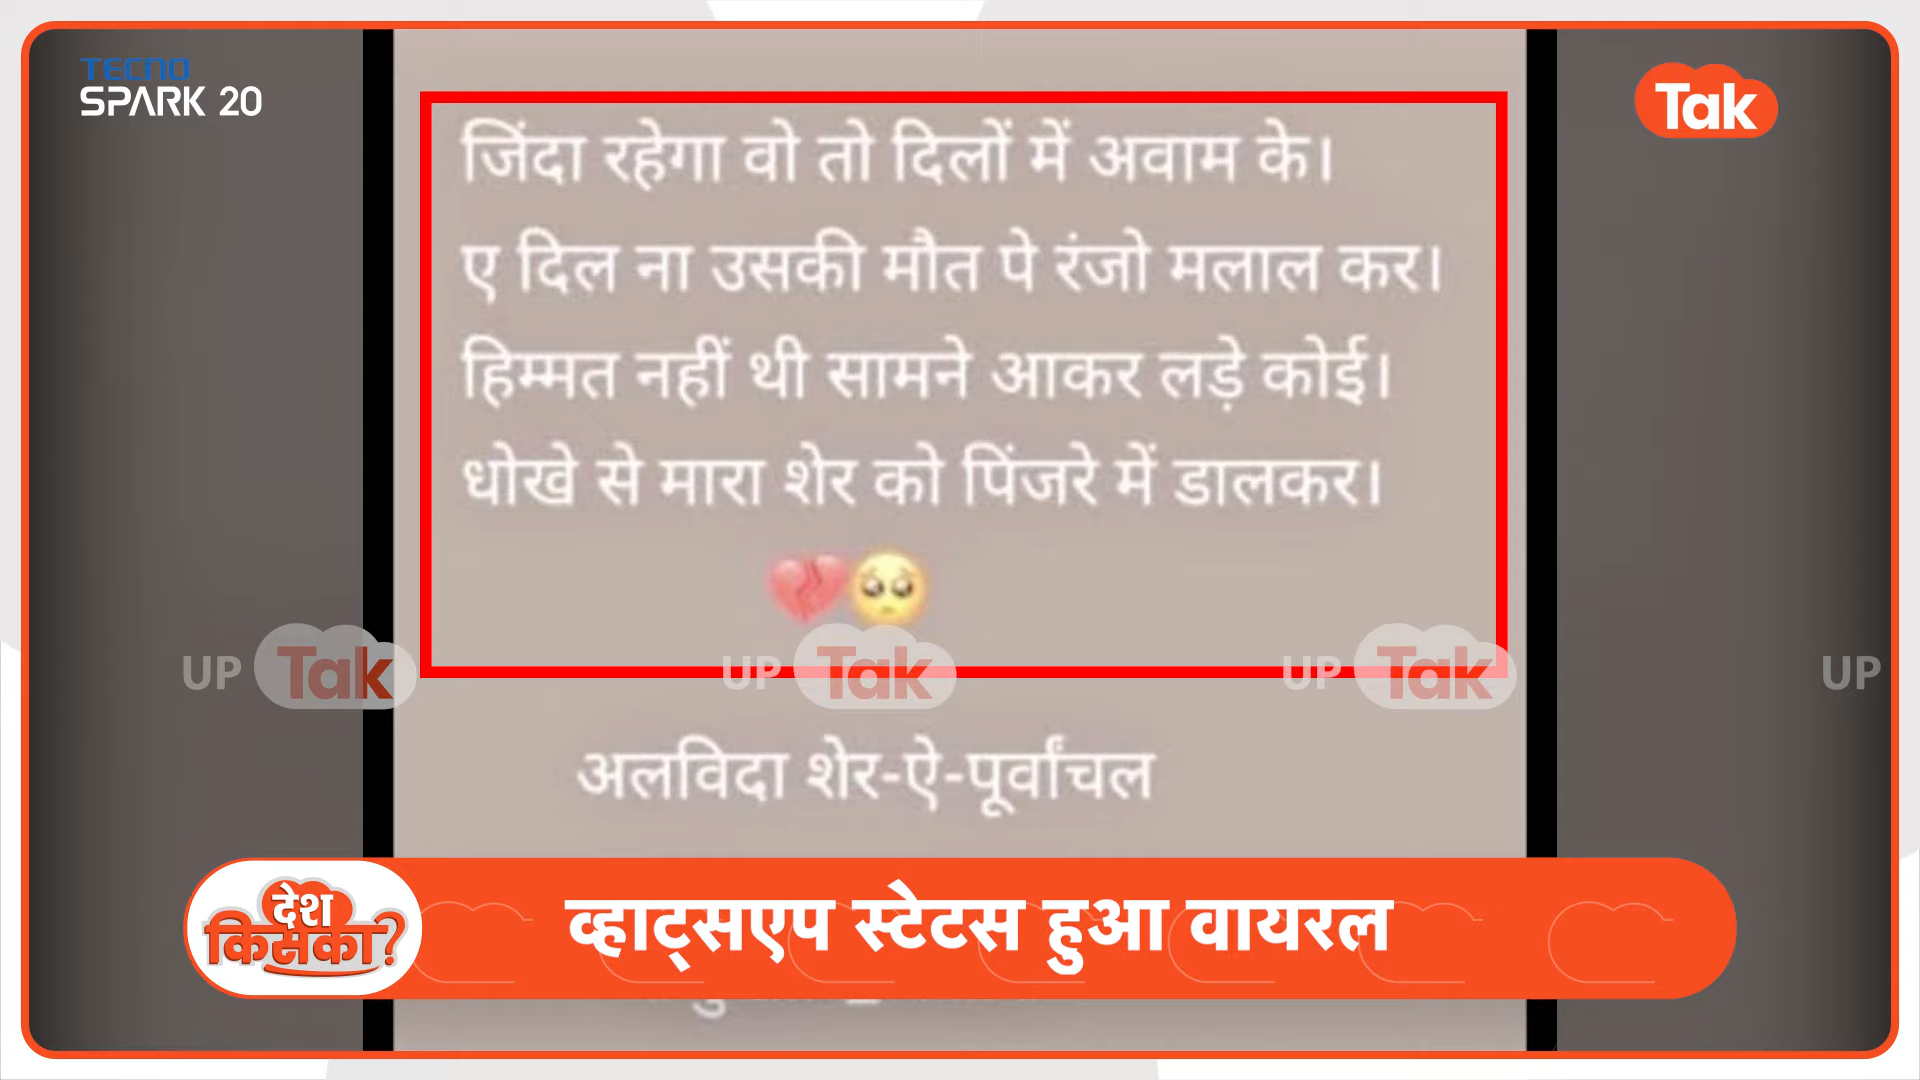 TECNO
SPARK 20
Tak
जिंदा रहेगा वो तो दिलों में अवाम के।
ए दिल ना उसकी मौत पे रंजो मलाल कर।
हिम्मत नहीं थी सामने आकर लड़े कोई।
धोखे से मारा शेर को पिंजरे में डालकर।
💔🥺
UP Tak UP Tak UP Tak UP
अलविदा शेर-ऐ-पूर्वांचल
देश
किसका?
व्हाट्सएप स्टेटस हुआ वायरल